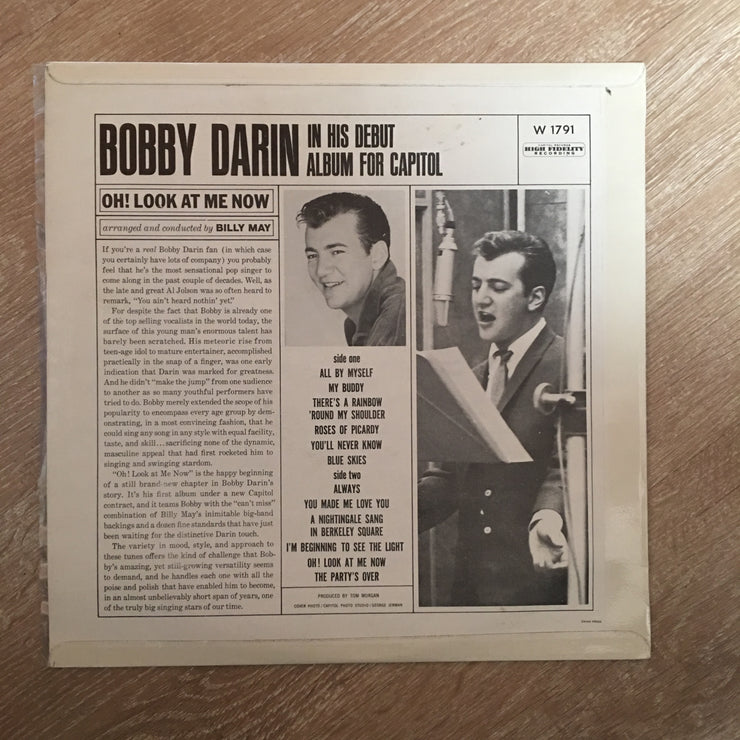 BOBBY DARIN
IN HIS DEBUT
ALBUM FOR CAPITOL
W 1791
CAPITOL RECORDS
HIGH FIDELITY
RECORDING
OH! LOOK AT ME NOW
arranged and conducted by BILLY MAY
If you're a real Bobby Darin fan (in which case
you certainly have lots of company) you probably
feel that he's the most sensational pop singer to
come along in the past couple of decades. Well, as
the late and great Al Jolson was so often heard to
remark, "You ain't heard nothin' yet!"
For despite the fact that Bobby is already one
of the top selling vocalists in the world today, the
surface of this young man's enormous talent has
barely been scratched. His meteoric rise from
teen-age idol to mature entertainer, accomplished
practically in the snap of a finger, was one early
indication that Darin was marked for greatness.
And he didn't "make the jump" from one audience
to another as so many youthful performers have
tried to do. Bobby merely extended the scope of his
popularity to encompass every age group by dem-
onstrating, in a most convincing fashion, that he
could sing any song in any style with equal facility,
taste, and skill...sacrificing none of the dynamic,
masculine appeal that had first rocketed him to
singing and swinging stardom.
"Oh! Look at Me Now" is the happy beginning
of a still brand-new chapter in Bobby Darin's
story. It's his first album under a new Capitol
contract, and it teams Bobby with the "can't miss"
combination of Billy May's inimitable big-band
backings and a dozen fine standards that have just
been waiting for the distinctive Darin touch.
The variety in mood, style, and approach to
these tunes offers the kind of challenge that Bob-
by's amazing, yet still-growing versatility seems
to demand, and he handles each one with all the
poise and polish that have enabled him to become,
in an almost unbelievably short span of years, one
of the truly big singing stars of our time.
side one
ALL BY MYSELF
MY BUDDY
THERE'S A RAINBOW
'ROUND MY SHOULDER
ROSES OF PICARDY
YOU'LL NEVER KNOW
BLUE SKIES
side two
ALWAYS
YOU MADE ME LOVE YOU
A NIGHTINGALE SANG
IN BERKELEY SQUARE
I'M BEGINNING TO SEE THE LIGHT
OH! LOOK AT ME NOW
THE PARTY'S OVER
PRODUCED BY TOM MORGAN
COVER PHOTO/CAPITOL PHOTO STUDIO/GEORGE JERMAN